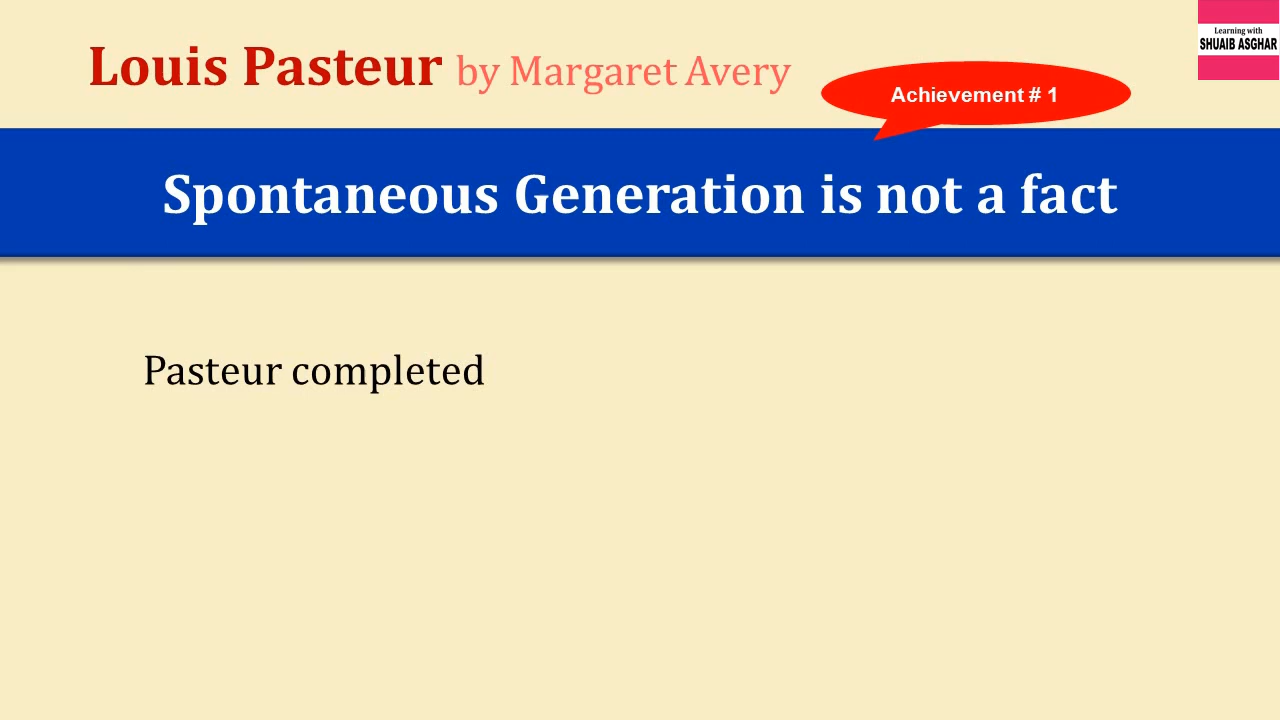 Louis Pasteur by Margaret Avery
Learning with
SHUAIB ASGHAR
Achievement # 1
Spontaneous Generation is not a fact
Pasteur completed